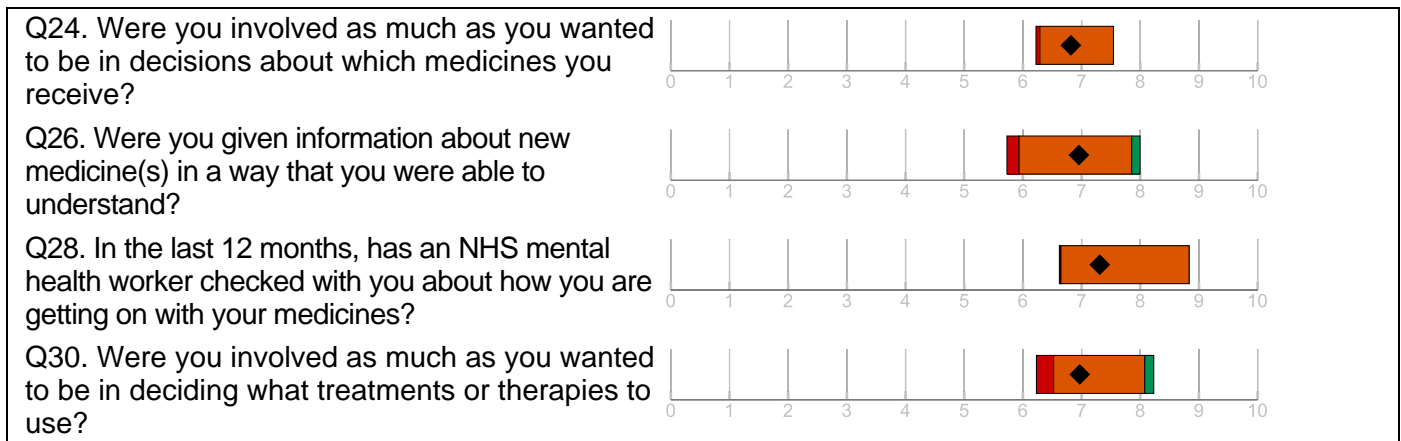 Q24. Were you involved as much as you wanted
to be in decisions about which medicines you
receive?
0 1 2 3 4 5 6 7 8 9 10
Q26. Were you given information about new
medicine(s) in a way that you were able to
understand?
0 1 2 3 4 5 6 7 8 9 10
Q28. In the last 12 months, has an NHS mental
health worker checked with you about how you are
getting on with your medicines?
0 1 2 3 4 5 6 7 8 9 10
Q30. Were you involved as much as you wanted
to be in deciding what treatments or therapies to
use?
0 1 2 3 4 5 6 7 8 9 10